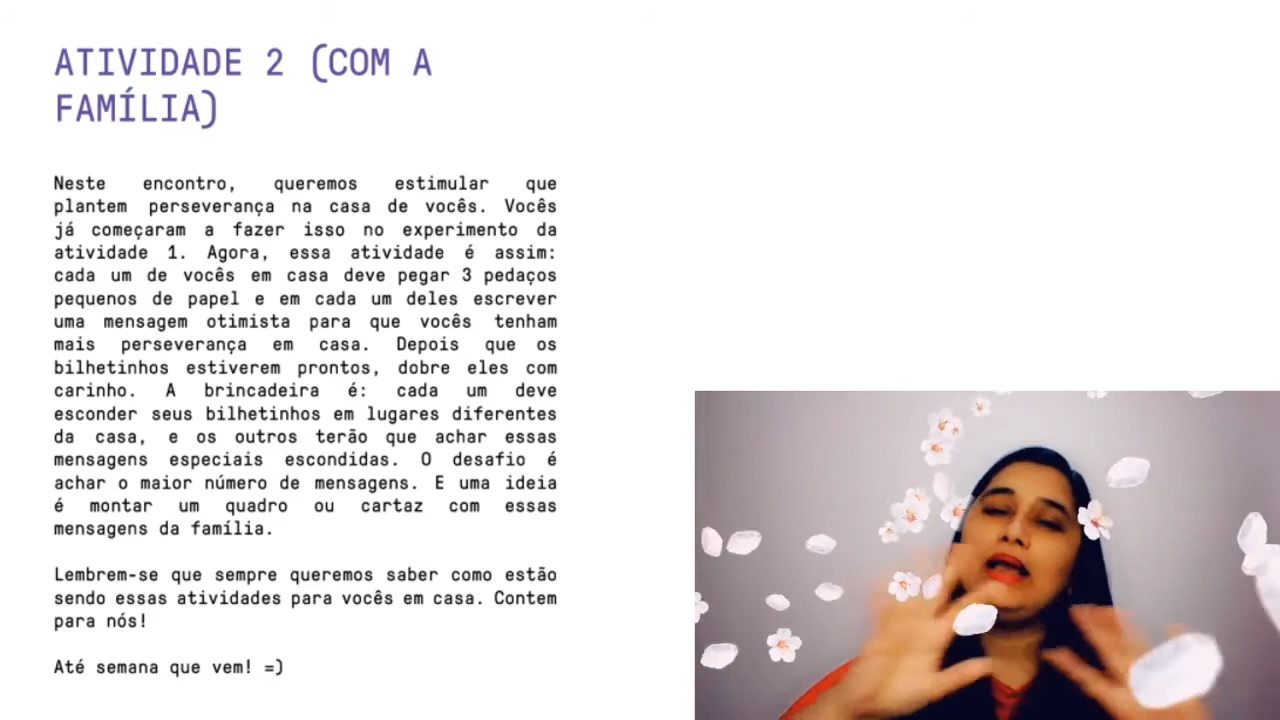 ATIVIDADE 2 (COM A
FAMÍLIA)
Neste encontro, queremos estimular que
plantem perseverança na casa de vocês. Vocês
já começaram a fazer isso no experimento da
atividade 1. Agora, essa atividade é assim:
cada um de vocês em casa deve pegar 3 pedaços
pequenos de papel e em cada um deles escrever
uma mensagem otimista para que vocês tenham
mais perseverança em casa. Depois que os
bilhetinhos estiverem prontos, dobre eles com
carinho. A brincadeira é: cada um deve
esconder seus bilhetinhos em lugares diferentes
da casa, e os outros terão que achar essas
mensagens especiais escondidas. O desafio é
achar o maior número de mensagens. E uma ideia
é montar um quadro ou cartaz com essas
mensagens da família.
Lembrem-se que sempre queremos saber como estão
sendo essas atividades para vocês em casa. Contem
para nós!
Até semana que vem! =)